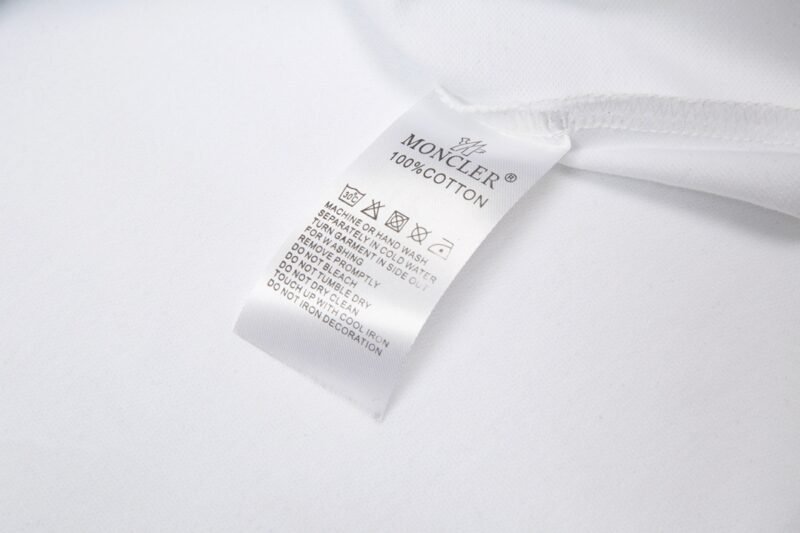 MONCLER®
100%COTTON
30℃
MACHINE OR HAND WASH
SEPARATELY IN COLD WATER
TURN GARMENT IN SIDE OUT
FOR WASHING
REMOVE PROMPTLY
DO NOT BLEACH
DO NOT TUMBLE DRY
DO NOT DRY CLEAN
TOUCH UP WITH COOL IRON
DO NOT IRON DECORATION